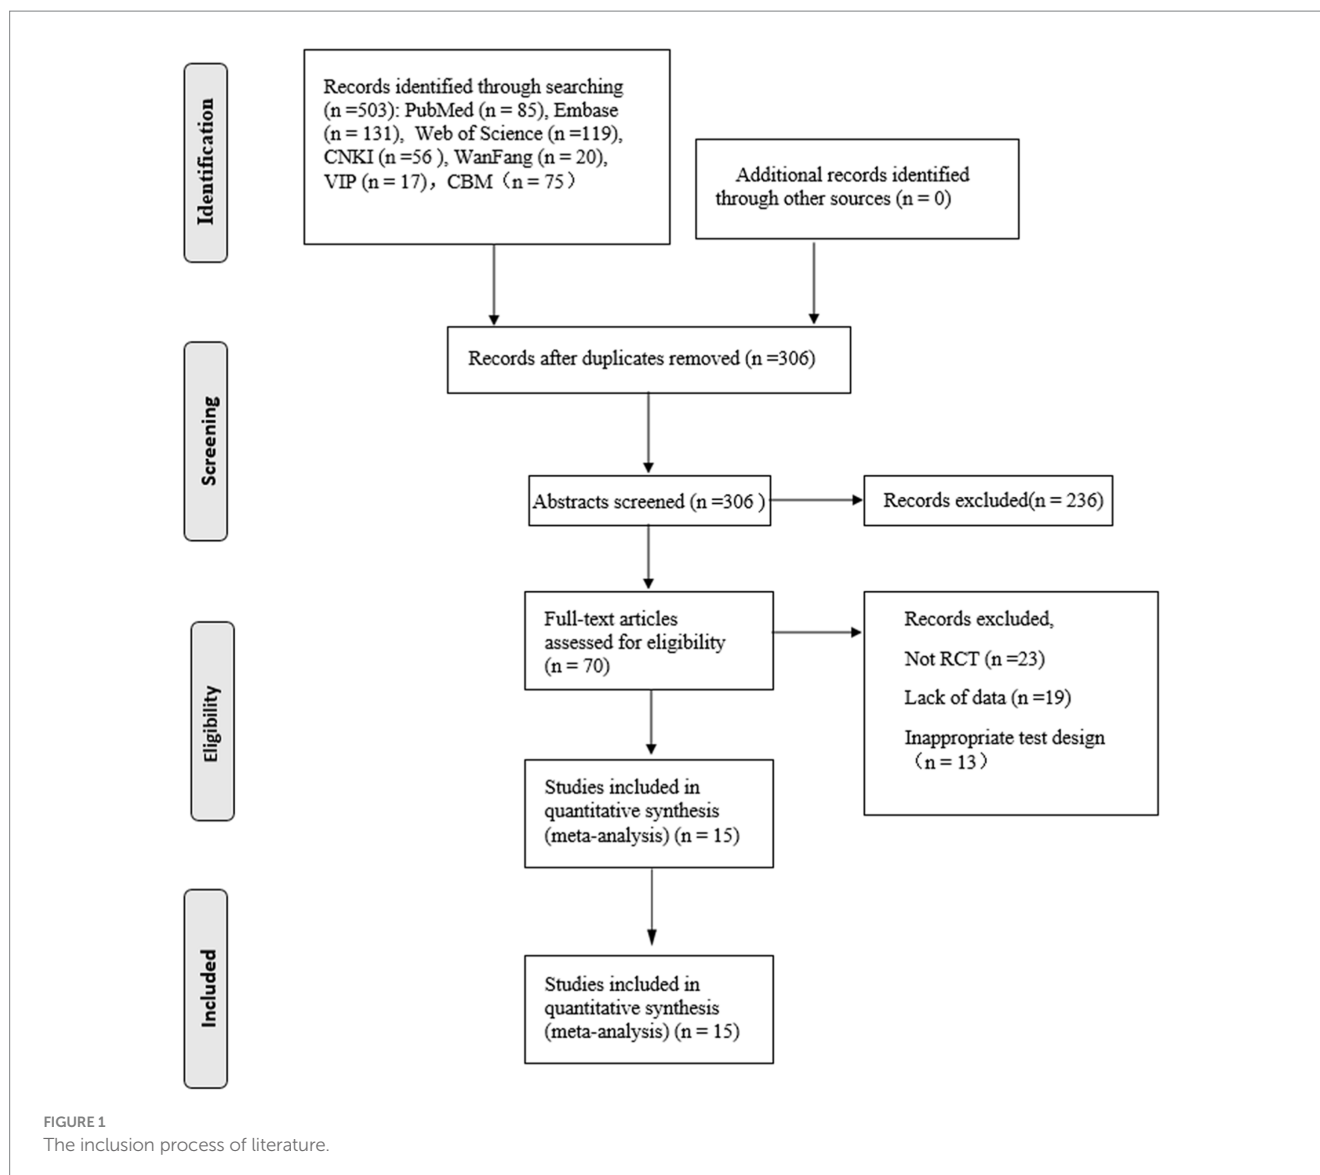 Identification
Records identified through searching
(n =503): PubMed (n = 85), Embase
(n = 131), Web of Science (n =119),
CNKI (n =56 ), WanFang (n = 20),
VIP (n = 17)，CBM（n = 75）
Additional records identified
through other sources (n = 0)
Screening
Records after duplicates removed (n =306)
Abstracts screened (n =306 )
Records excluded(n = 236)
Eligibility
Full-text articles
assessed for eligibility
(n = 70)
Records excluded,
Not RCT (n =23)
Lack of data (n =19)
Inappropriate test design
（n = 13）
Studies included in
quantitative synthesis
(meta-analysis) (n = 15)
Included
Studies included in
quantitative synthesis
(meta-analysis) (n = 15)
FIGURE 1
The inclusion process of literature.